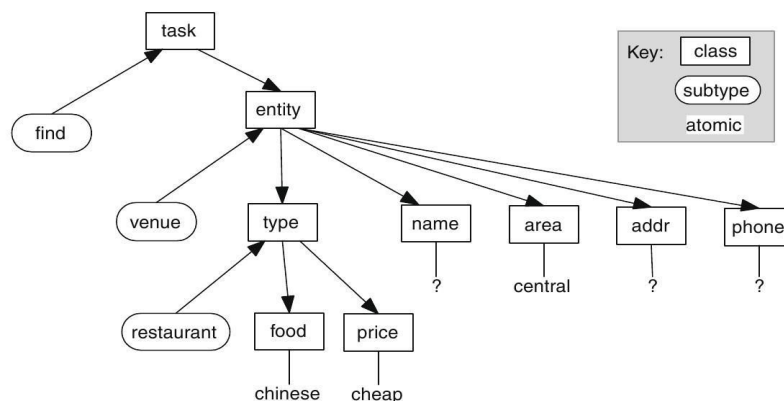 task
Key:
class
entity
subtype
find
atomic
venue
type
name
area
addr
phone
?
central
?
?
restaurant
food
price
chinese
cheap